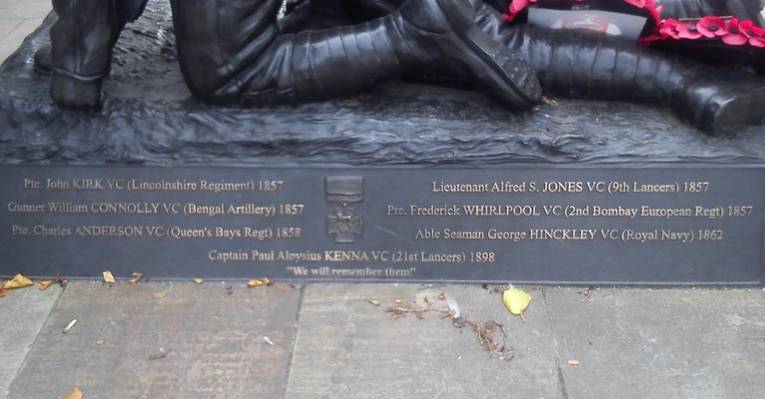 Pte. John KIRK VC (Lincolnshire Regiment) 1857
Gunner William CONNOLLY VC (Bengal Artillery) 1857
Pte. Charles ANDERSON VC (Queen's Bays Regt) 1858
Lieutenant Alfred S. JONES VC (9th Lancers) 1857
Pte. Frederick WHIRLPOOL VC (2nd Bombay European Regt) 1857
Able Seaman George HINCKLEY VC (Royal Navy) 1862
Captain Paul Aloysius KENNA VC (21st Lancers) 1898
"We will remember them"